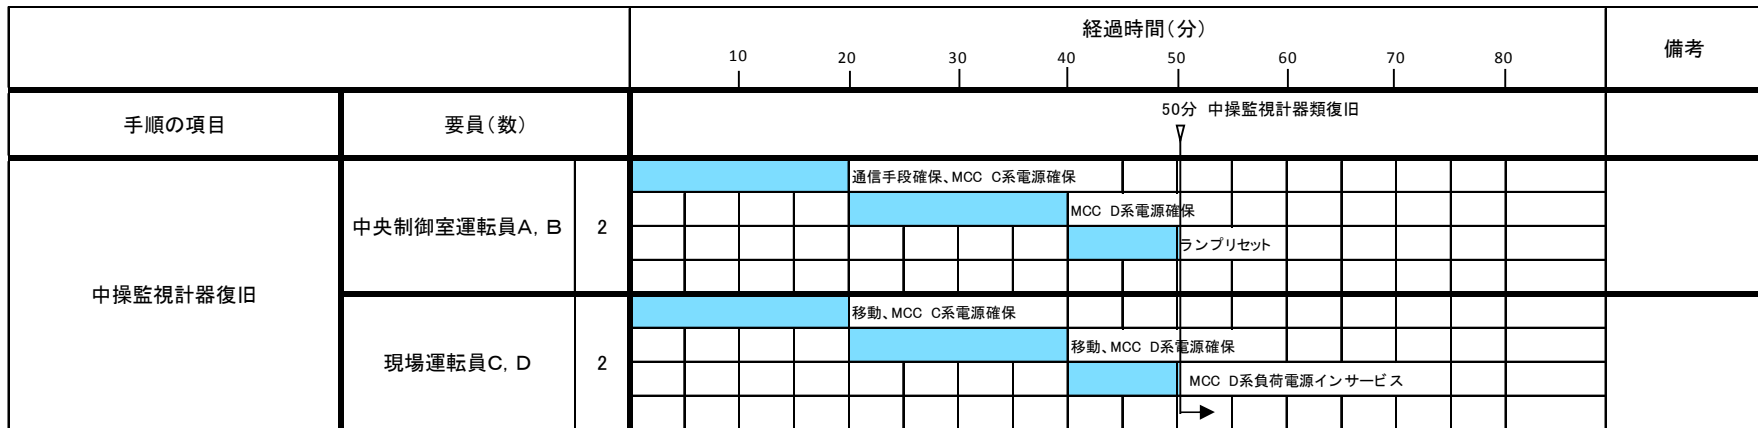 経過時間(分)
備考
10 20 30 40 50 60 70 80
手順の項目
要員(数)
50分 中操監視計器類復旧
中操監視計器復旧
中央制御室運転員A, B
2
通信手段確保、MCC C系電源確保
MCC D系電源確保
ランプリセット
現場運転員C, D
2
移動、MCC C系電源確保
移動、MCC D系電源確保
MCC D系負荷電源インサービス